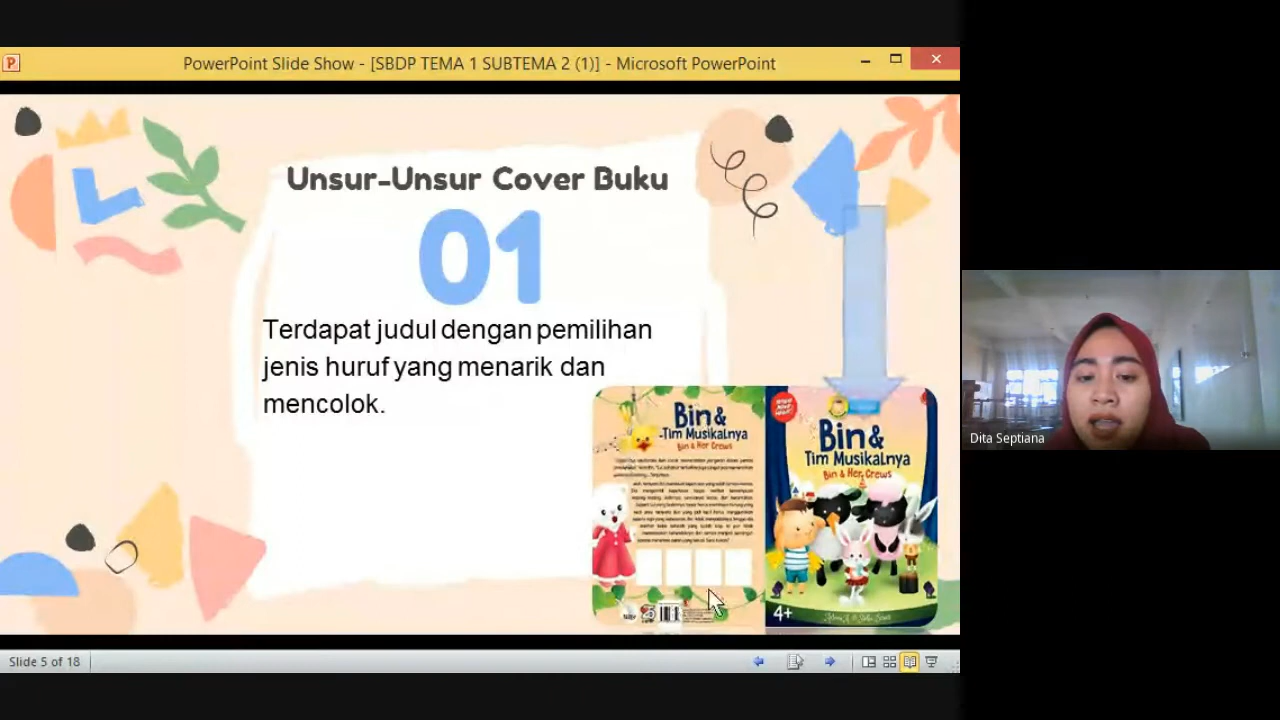 PowerPoint Slide Show - [SBDP TEMA 1 SUBTEMA 2 (1)] - Microsoft PowerPoint
Unsur-Unsur Cover Buku
01
Terdapat judul dengan pemilihan
jenis huruf yang menarik dan
mencolok.
Bin &
Tim Musikalnya
Bin & Her Crews
Bin &
Tim Musikalnya
Bin & Her Crews
4+
Dita Septiana
Slide 5 of 18